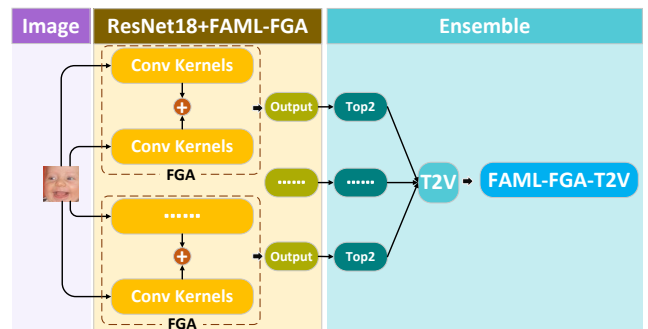 Image
ResNet18+FAML-FGA
Ensemble
Conv Kernels
+
Conv Kernels
FGA
Output
Top2
......
......
T2V
FAML-FGA-T2V
......
+
Conv Kernels
FGA
Output
Top2